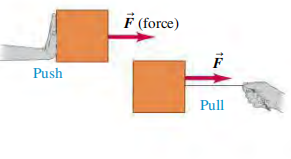 F⃗ (force)
Push
F⃗
Pull